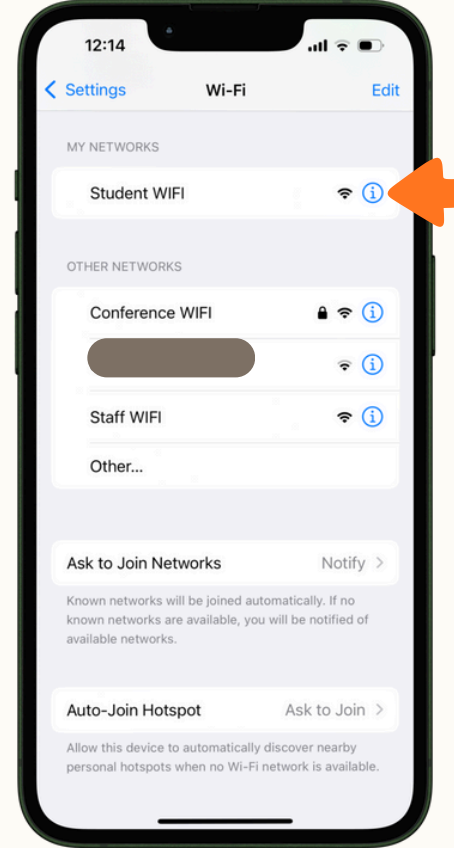 12:14
Settings
Wi-Fi
Edit
MY NETWORKS
Student WIFI
OTHER NETWORKS
Conference WIFI
Staff WIFI
Other...
Ask to Join Networks
Notify
Known networks will be joined automatically. If no
known networks are available, you will be notified of
available networks.
Auto-Join Hotspot
Ask to Join
Allow this device to automatically discover nearby
personal hotspots when no Wi-Fi network is available.